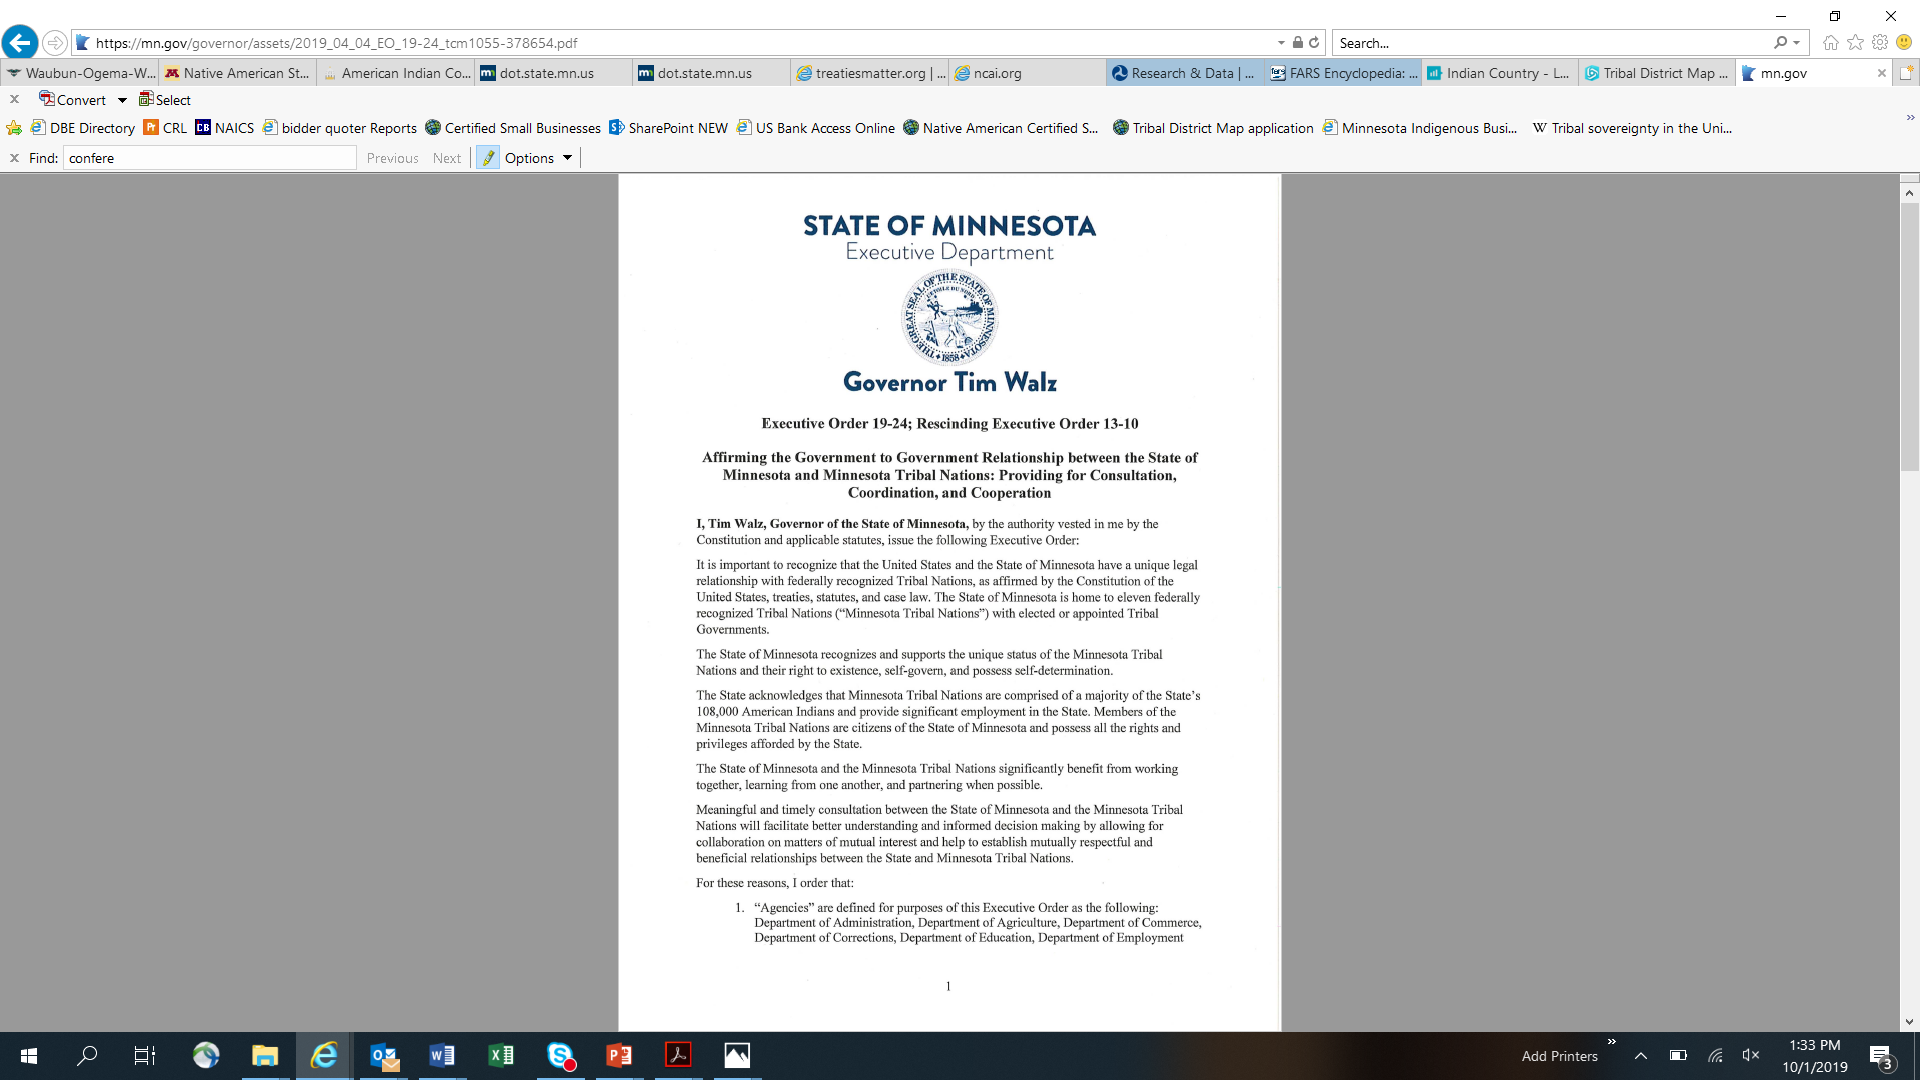 https://mn.gov/governor/assets/2019_04_04_EO_19-24_tcm1055-378654.pdf
Search...
Waubun-Ogema-W...
Native American St...
American Indian Co...
dot.state.mn.us
dot.state.mn.us
treatiesmatter.org | ...
ncai.org
Research & Data | ...
FARS Encyclopedia: ...
Indian Country - L...
Tribal District Map ...
mn.gov
Convert
Select
DBE Directory
CRL
NAICS
bidder quoter Reports
Certified Small Businesses
SharePoint NEW
US Bank Access Online
Native American Certified S...
Tribal District Map application
Minnesota Indigenous Busi...
Tribal sovereignty in the Uni...
Find: confere
Previous
Next
Options
STATE OF MINNESOTA
Executive Department
THE GREAT SEAL OF THE STATE OF MINNESOTA
L'ETOILE DU NORD
1858
Governor Tim Walz
Executive Order 19-24; Rescinding Executive Order 13-10
Affirming the Government to Government Relationship between the State of
Minnesota and Minnesota Tribal Nations: Providing for Consultation,
Coordination, and Cooperation
I, Tim Walz, Governor of the State of Minnesota, by the authority vested in me by the
Constitution and applicable statutes, issue the following Executive Order:
It is important to recognize that the United States and the State of Minnesota have a unique legal
relationship with federally recognized Tribal Nations, as affirmed by the Constitution of the
United States, treaties, statutes, and case law. The State of Minnesota is home to eleven federally
recognized Tribal Nations (“Minnesota Tribal Nations”) with elected or appointed Tribal
Governments.
The State of Minnesota recognizes and supports the unique status of the Minnesota Tribal
Nations and their right to existence, self-govern, and possess self-determination.
The State acknowledges that Minnesota Tribal Nations are comprised of a majority of the State’s
108,000 American Indians and provide significant employment in the State. Members of the
Minnesota Tribal Nations are citizens of the State of Minnesota and possess all the rights and
privileges afforded by the State.
The State of Minnesota and the Minnesota Tribal Nations significantly benefit from working
together, learning from one another, and partnering when possible.
Meaningful and timely consultation between the State of Minnesota and the Minnesota Tribal
Nations will facilitate better understanding and informed decision making by allowing for
collaboration on matters of mutual interest and help to establish mutually respectful and
beneficial relationships between the State and Minnesota Tribal Nations.
For these reasons, I order that:
1. “Agencies” are defined for purposes of this Executive Order as the following:
Department of Administration, Department of Agriculture, Department of Commerce,
Department of Corrections, Department of Education, Department of Employment
1
Add Printers
1:33 PM
10/1/2019
3